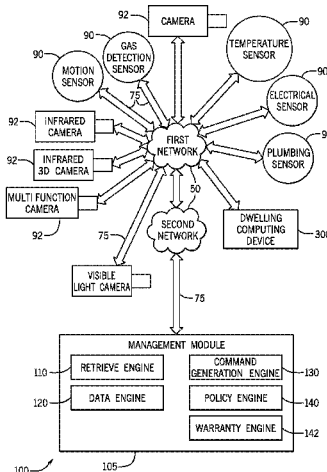 92
CAMERA
90
GAS
DETECTION
SENSOR
90
MOTION
SENSOR
75
90
TEMPERATURE
SENSOR
90
ELECTRICAL
SENSOR
92
INFRARED
CAMERA
92
INFRARED
3D CAMERA
FIRST
NETWORK
PLUMBING
SENSOR
90
MULTI FUNCTION
CAMERA
92
50
SECOND
NETWORK
DWELLING
COMPUTING
DEVICE
300
75
VISIBLE
LIGHT CAMERA
75
MANAGEMENT MODULE
110
RETRIEVE ENGINE
COMMAND
GENERATION ENGINE
130
120
DATA ENGINE
POLICY ENGINE
140
WARRANTY ENGINE
142
100
105